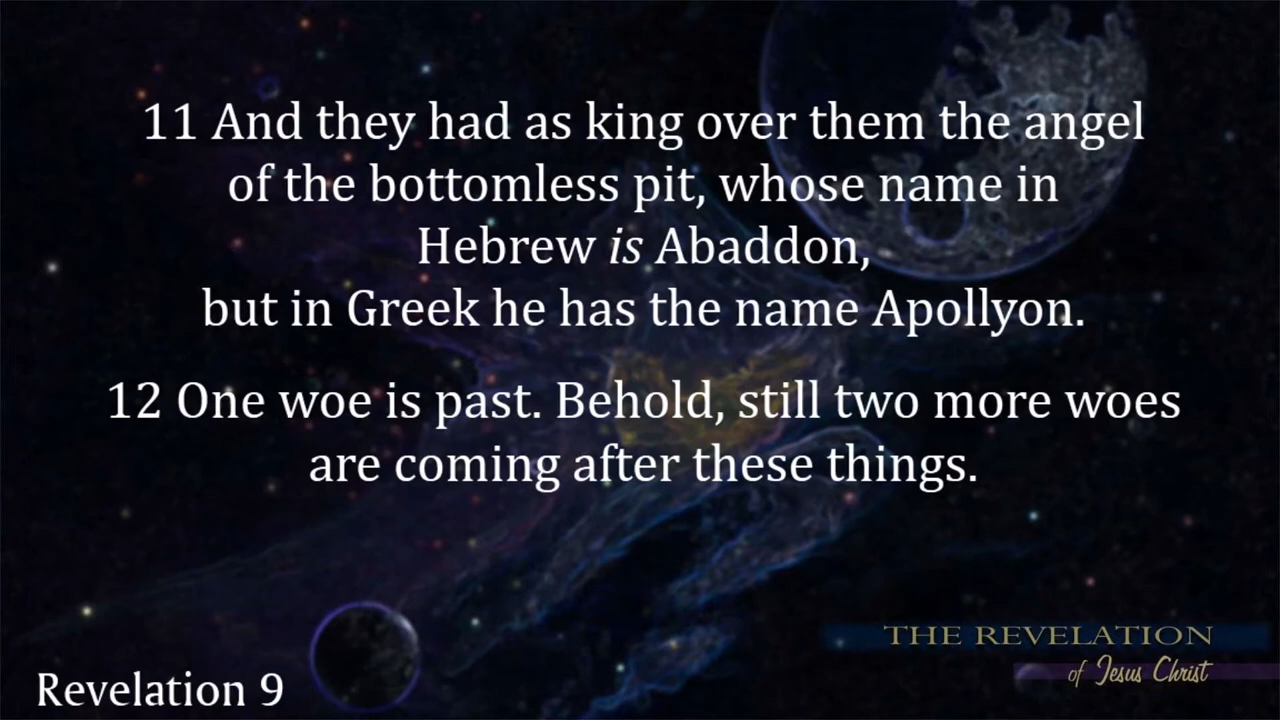 11 And they had as king over them the angel
of the bottomless pit, whose name in
Hebrew is Abaddon,
but in Greek he has the name Apollyon.
12 One woe is past. Behold, still two more woes
are coming after these things.
THE REVELATION
of Jesus Christ
Revelation 9